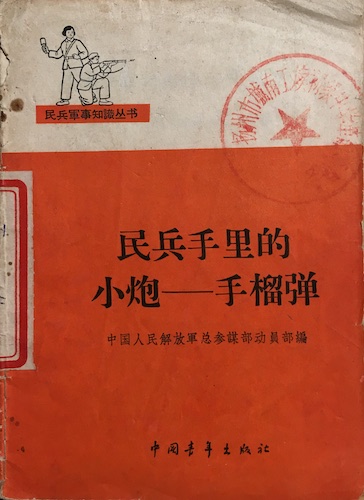 民兵軍事知識丛书
民兵手里的
小炮——手榴弹
中国人民解放軍总参謀部动員部編
中國青年出版社